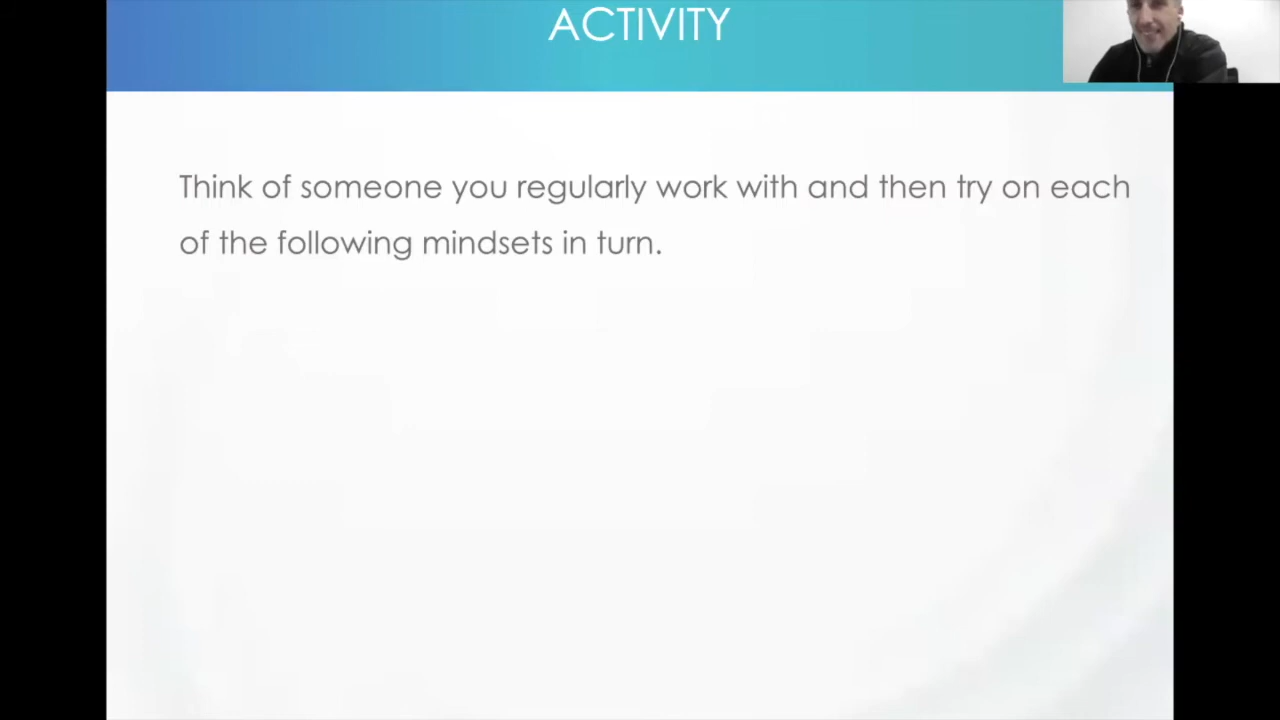 ACTIVITY
Think of someone you regularly work with and then try on each
of the following mindsets in turn.